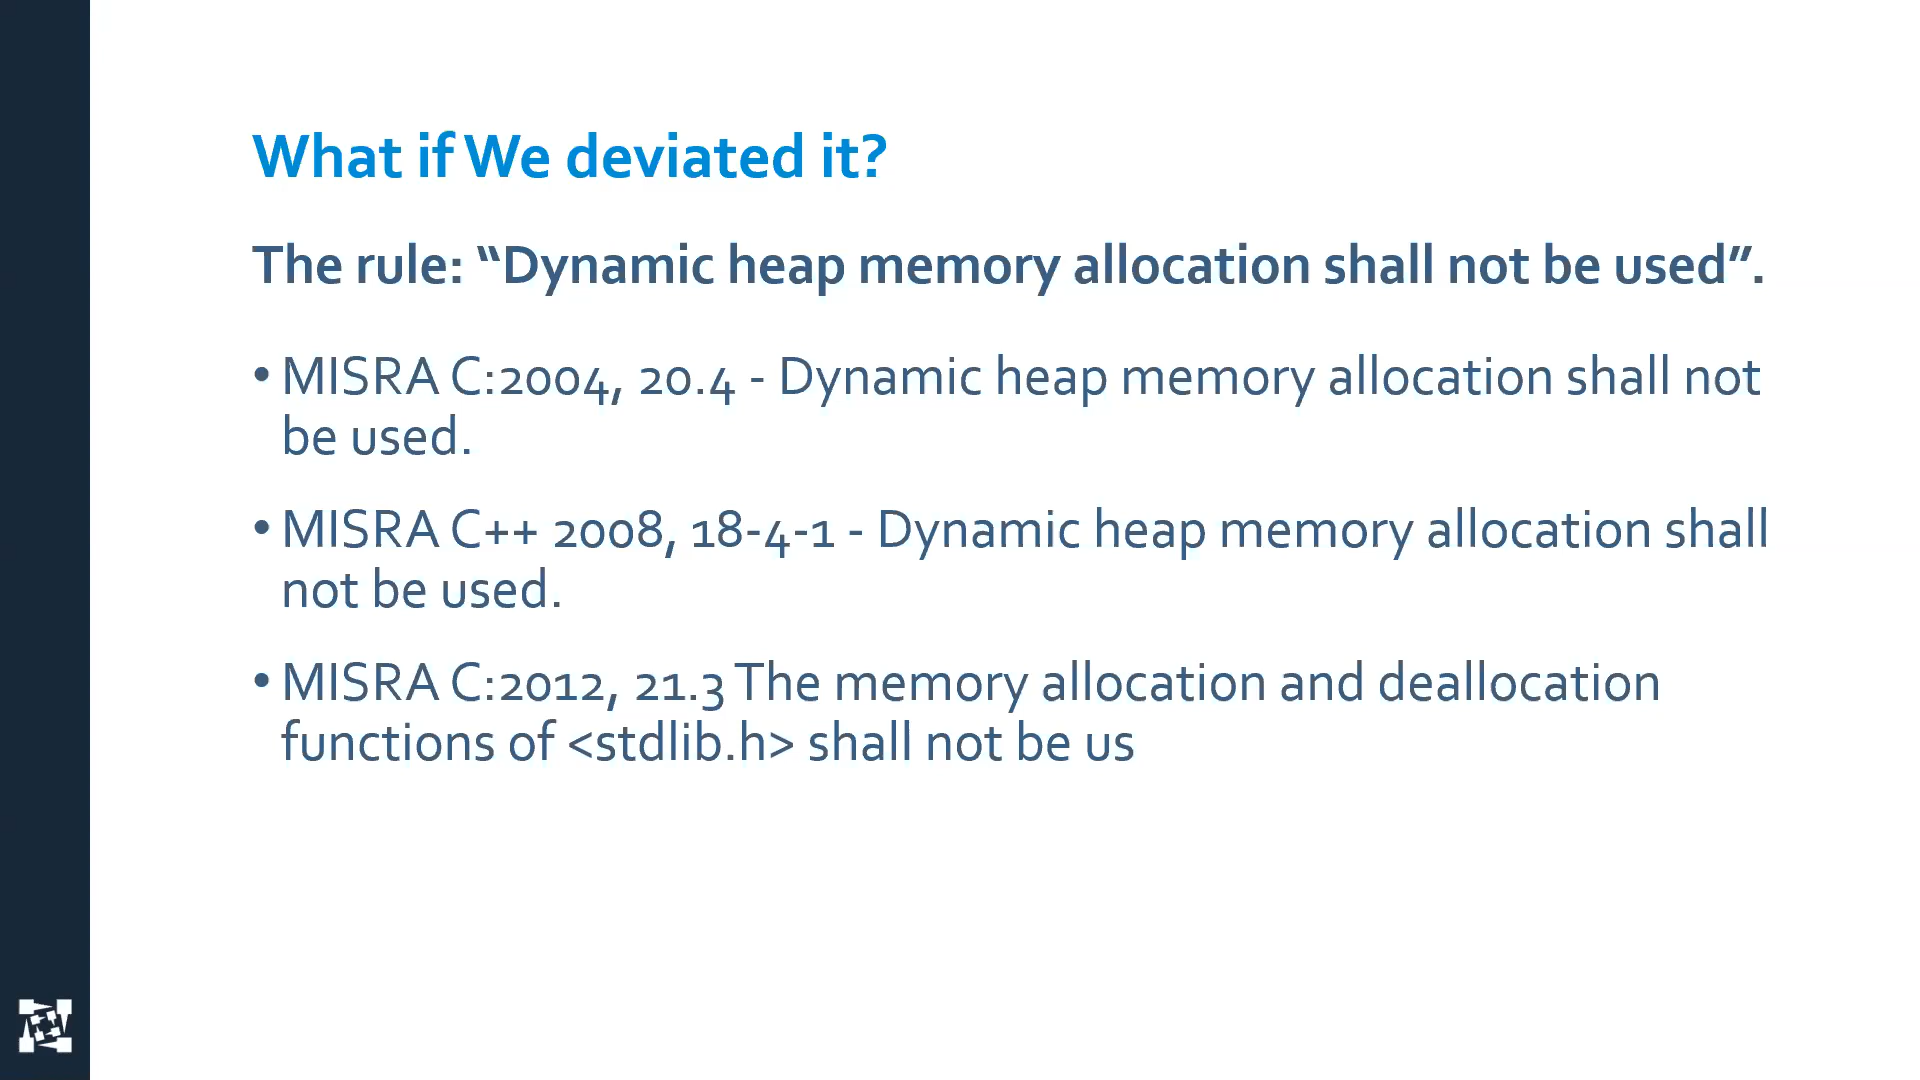 What if We deviated it?
The rule: “Dynamic heap memory allocation shall not be used”.
• MISRA C:2004, 20.4 - Dynamic heap memory allocation shall not
be used.
• MISRA C++ 2008, 18-4-1 - Dynamic heap memory allocation shall
not be used.
• MISRA C:2012, 21.3 The memory allocation and deallocation
functions of <stdlib.h> shall not be us